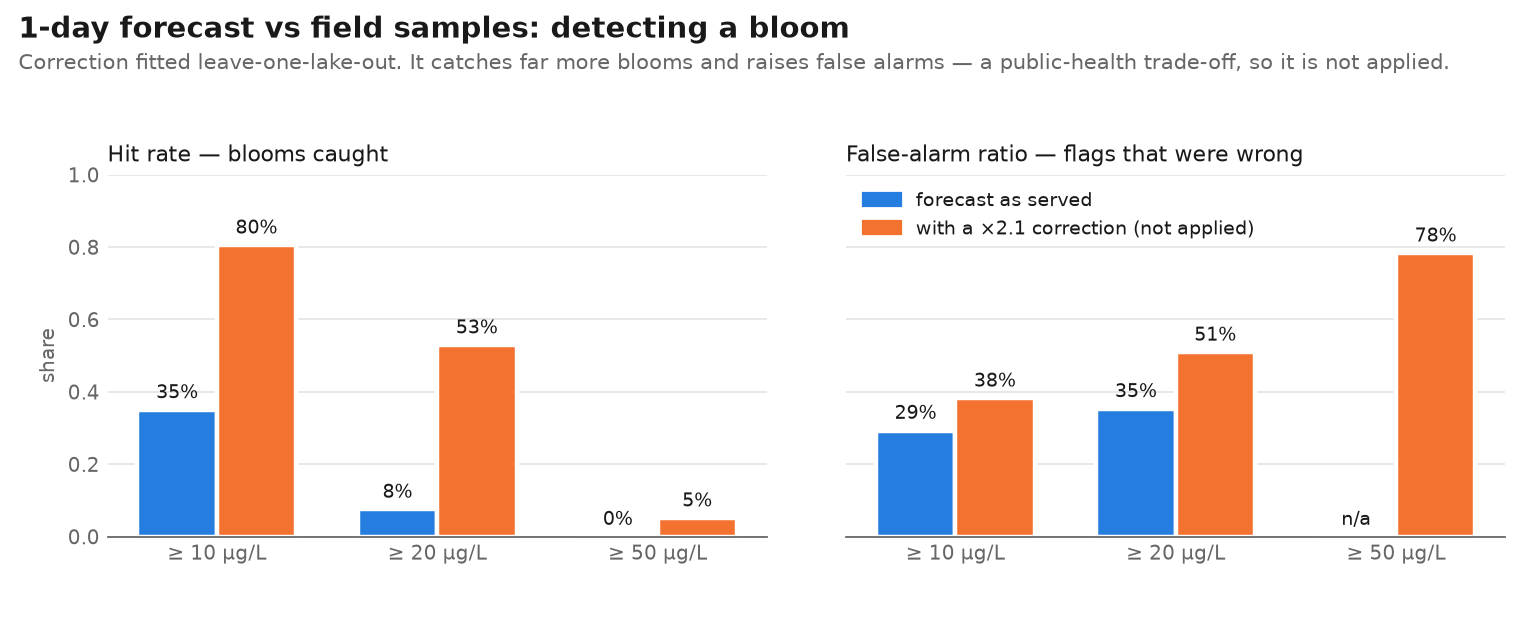 1-day forecast vs field samples: detecting a bloom
Correction fitted leave-one-lake-out. It catches far more blooms and raises false alarms — a public-health trade-off, so it is not applied.
Hit rate — blooms caught
share
1.0
0.8
0.6
0.4
0.2
0.0
35%
80%
8%
53%
0%
5%
≥ 10 µg/L
≥ 20 µg/L
≥ 50 µg/L
False-alarm ratio — flags that were wrong
forecast as served
with a ×2.1 correction (not applied)
29%
38%
35%
51%
n/a
78%
≥ 10 µg/L
≥ 20 µg/L
≥ 50 µg/L